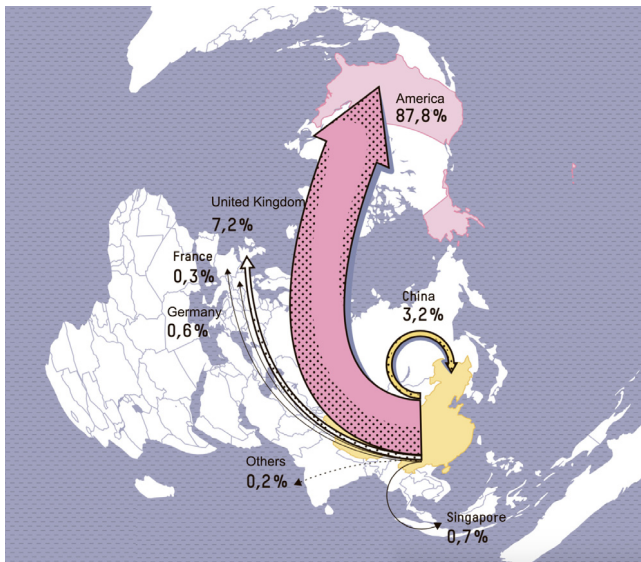 America
87,8%
United Kingdom
7,2%
France
0,3%
Germany
0,6%
China
3,2%
Others
0,2%
Singapore
0,7%